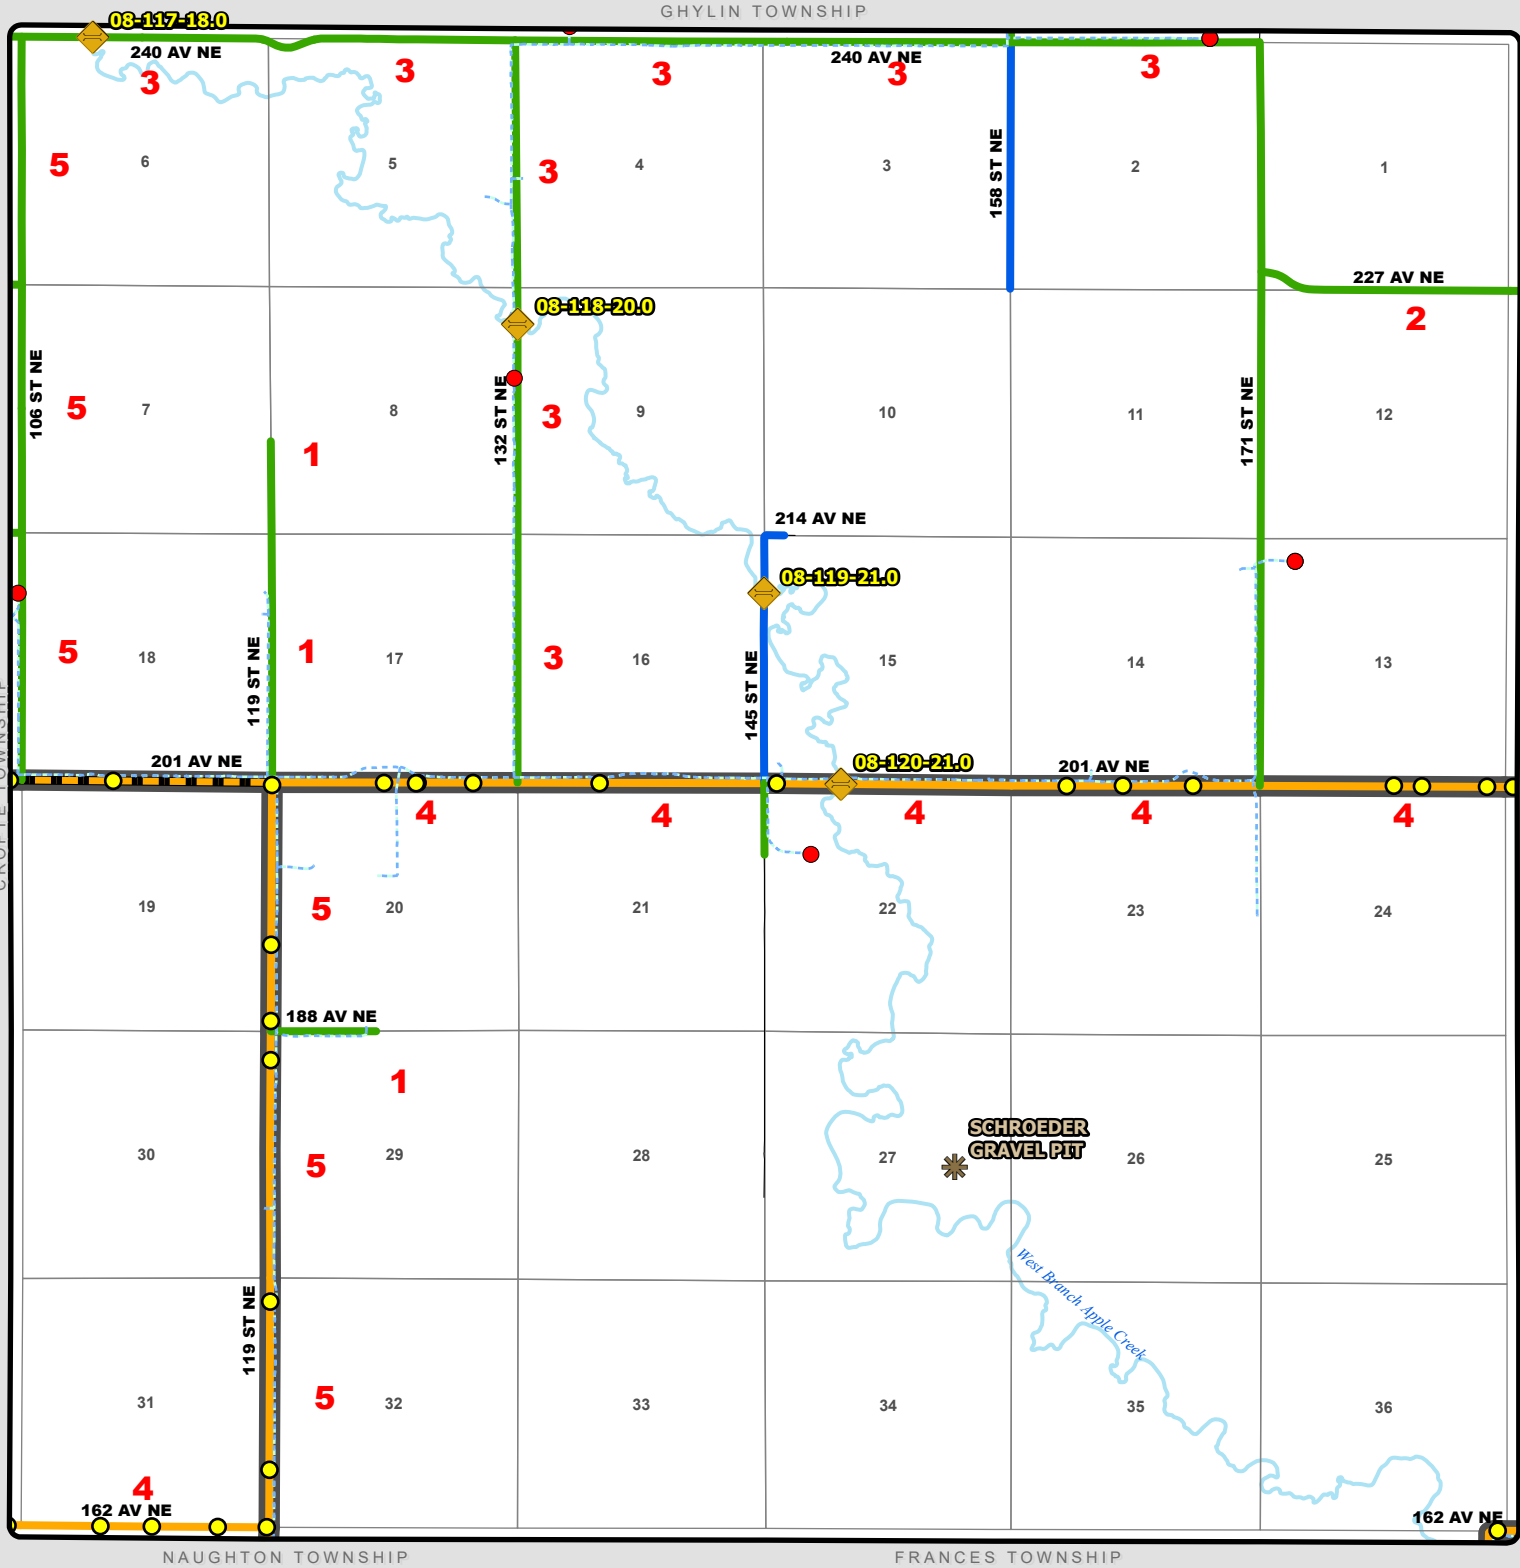 GHYLIN TOWNSHIP
08-117-18.0
240 AV NE
240 AV NE
3
3
3
3
3
158 ST NE
5
6
5
3
4
3
2
1
227 AV NE
08-118-20.0
2
106 ST NE
132 ST NE
171 ST NE
5
7
8
3
9
10
11
12
1
214 AV NE
08-119-21.0
119 ST NE
145 ST NE
5
18
1
17
3
16
15
14
13
201 AV NE
08-120-21.0
201 AV NE
4
4
4
4
4
19
5
20
21
22
23
24
188 AV NE
1
SCHROEDER
GRAVEL PIT
30
5
29
28
27
26
25
West Branch Apple Creek
119 ST NE
31
5
32
33
34
35
36
4
162 AV NE
162 AV NE
NAUGHTON TOWNSHIP
FRANCES TOWNSHIP